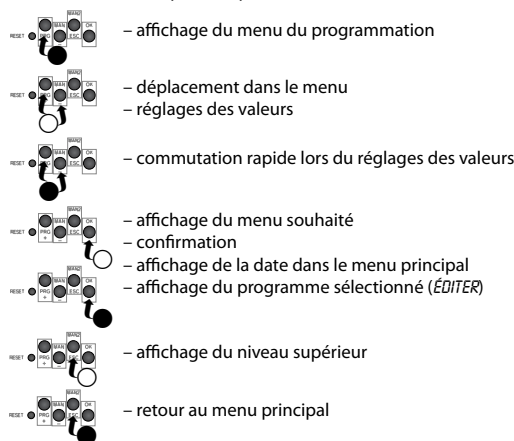 MAN2
RESET PRG MAN ESC OK
+ –
– affichage du menu du programmation
MAN2
RESET PRG MAN ESC OK
+ –
– déplacement dans le menu
– réglages des valeurs
MAN2
RESET PRG MAN ESC OK
+ –
– commutation rapide lors du réglages des valeurs
MAN2
RESET PRG MAN ESC OK
+ –
– affichage du menu souhaité
– confirmation
– affichage de la date dans le menu principal
MAN2
RESET PRG MAN ESC OK
+ –
– affichage du programme sélectionné (ÉDITER)
MAN2
RESET PRG MAN ESC OK
+ –
– affichage du niveau supérieur
MAN2
RESET PRG MAN ESC OK
+ –
– retour au menu principal